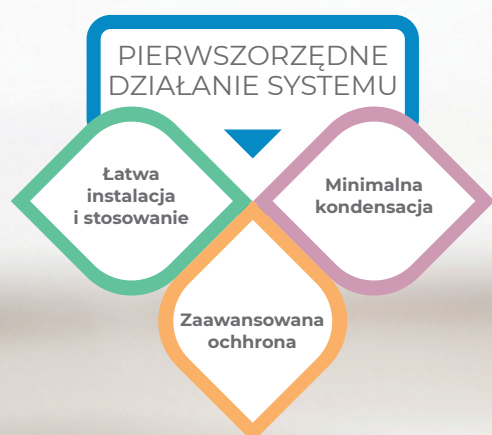 PIERWSZORZĘDNE
DZIAŁANIE SYSTEMU
Łatwa
instalacja
i stosowanie
Minimalna
kondensacja
Zaawansowana
ochhrona